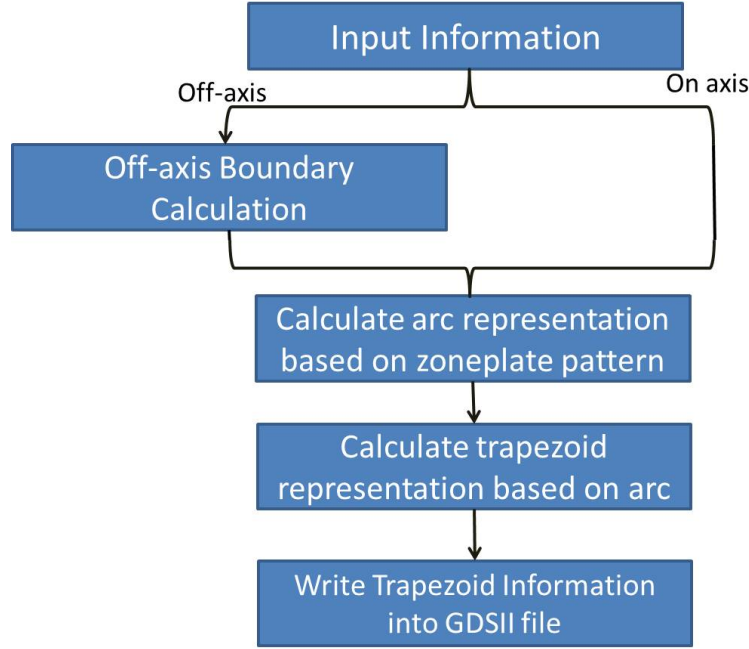 Input Information
Off-axis
On axis
Off-axis Boundary
Calculation
Calculate arc representation
based on zoneplate pattern
Calculate trapezoid
representation based on arc
Write Trapezoid Information
into GDSII file